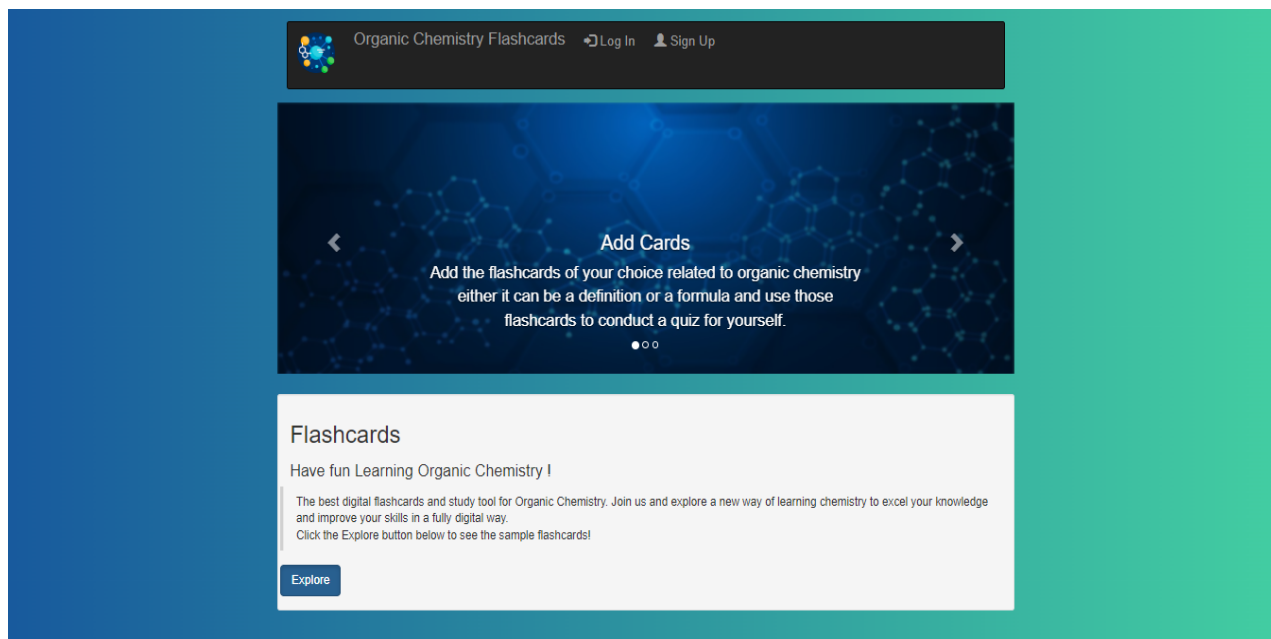 Organic Chemistry Flashcards Log In Sign Up
Add Cards
Add the flashcards of your choice related to organic chemistry
either it can be a definition or a formula and use those
flashcards to conduct a quiz for yourself.
Flashcards
Have fun Learning Organic Chemistry !
The best digital flashcards and study tool for Organic Chemistry. Join us and explore a new way of learning chemistry to excel your knowledge
and improve your skills in a fully digital way.
Click the Explore button below to see the sample flashcards!
Explore